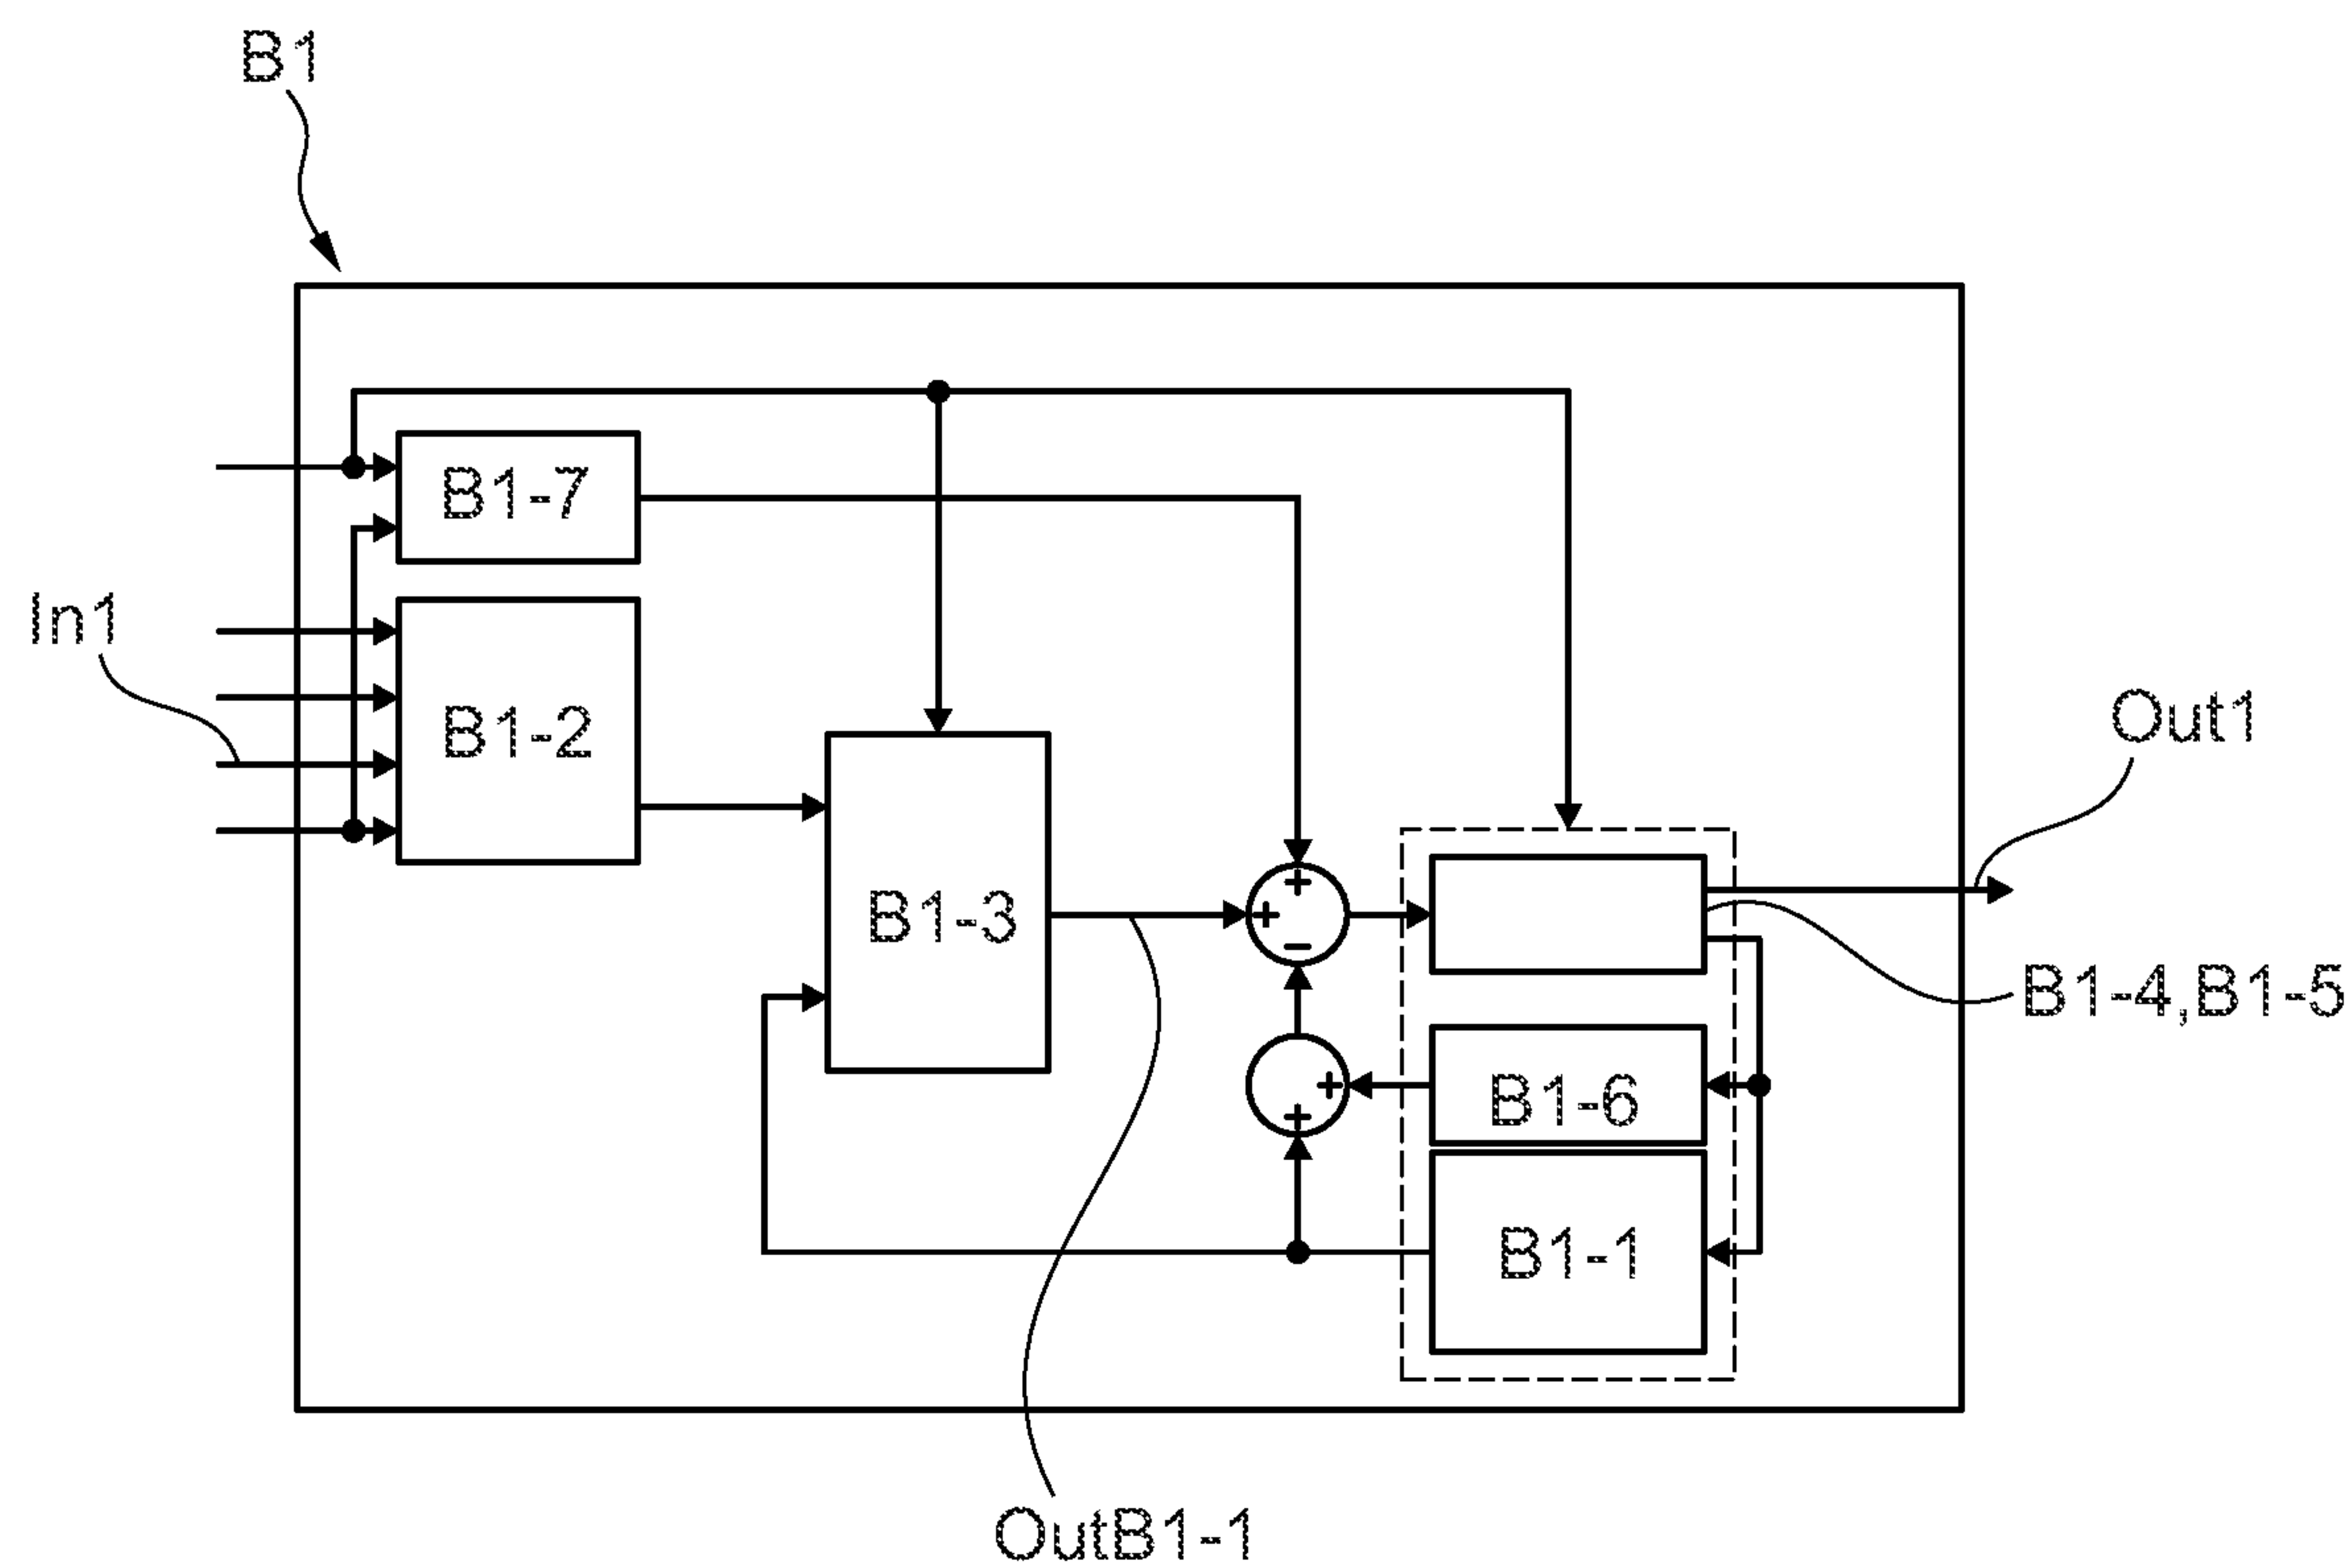 B1
B1-7
In1
B1-2
Out1
B1-3
+
+
−
B1-4,B1-5
B1-6
+
+
B1-1
OutB1-1